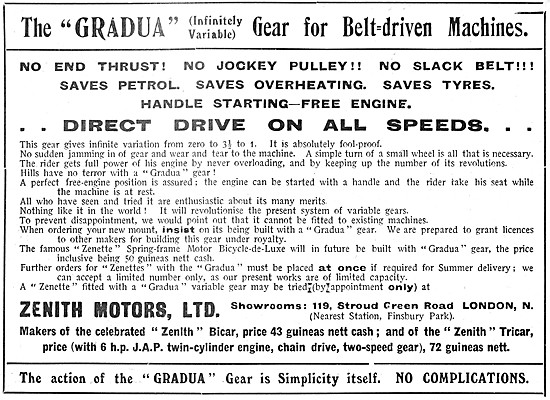 The "GRADUA" (Infinitely Variable) Gear for Belt-driven Machines.
NO END THRUST! NO JOCKEY PULLEY!! NO SLACK BELT!!!
SAVES PETROL. SAVES OVERHEATING. SAVES TYRES.
HANDLE STARTING—FREE ENGINE.
. . DIRECT DRIVE ON ALL SPEEDS. . .
This gear gives infinite variation from zero to 3½ to 1. It is absolutely fool-proof.
No sudden jamming in of gear and wear and tear to the machine. A simple turn of a small wheel is all that is necessary.
The rider gets full power of his engine by never overloading, and by keeping up the number of its revolutions.
Hills have no terror with a "Gradua" gear!
A perfect free-engine position is assured: the engine can be started with a handle and the rider take his seat while
the machine is at rest.
All who have seen and tried it are enthusiastic about its many merits
Nothing like it in the world! It will revolutionise the present system of variable gears.
To prevent disappointment, we would point out that it cannot be fitted to existing machines.
When ordering your new mount, insist on its being built with a "Gradua" gear. We are prepared to grant licences
to other makers for building this gear under royalty.
The famous "Zenette" Spring-frame Motor Bicycle-de-Luxe will in future be built with "Gradua" gear, the price
inclusive being 50 guineas nett cash.
Further orders for "Zenettes" with the "Gradua" must be placed at once if required for Summer delivery; we
can accept a limited number only, as our present works are of limited capacity.
A "Zenette" fitted with a "Gradua" variable gear may be tried (by appointment only) at
ZENITH MOTORS, LTD. Showrooms: 119, Stroud Green Road LONDON, N.
(Nearest Station, Finsbury Park).
Makers of the celebrated "Zenith" Bicar, price 43 guineas nett cash; and of the "Zenith" Tricar,
price (with 6 h.p. J.A.P. twin-cylinder engine, chain drive, two-speed gear), 72 guineas nett.
The action of the "GRADUA" Gear is Simplicity itself. NO COMPLICATIONS.